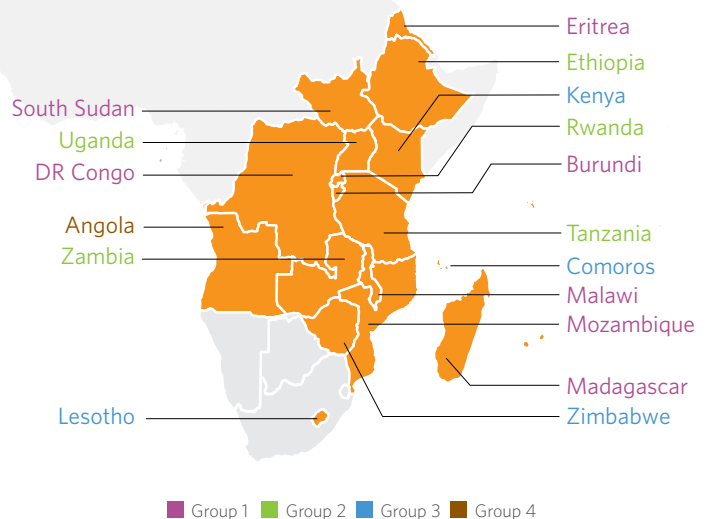 Eritrea
Ethiopia
Kenya
Rwanda
Burundi
South Sudan
Uganda
DR Congo
Angola
Zambia
Tanzania
Comoros
Malawi
Mozambique
Madagascar
Zimbabwe
Lesotho
Group 1 Group 2 Group 3 Group 4